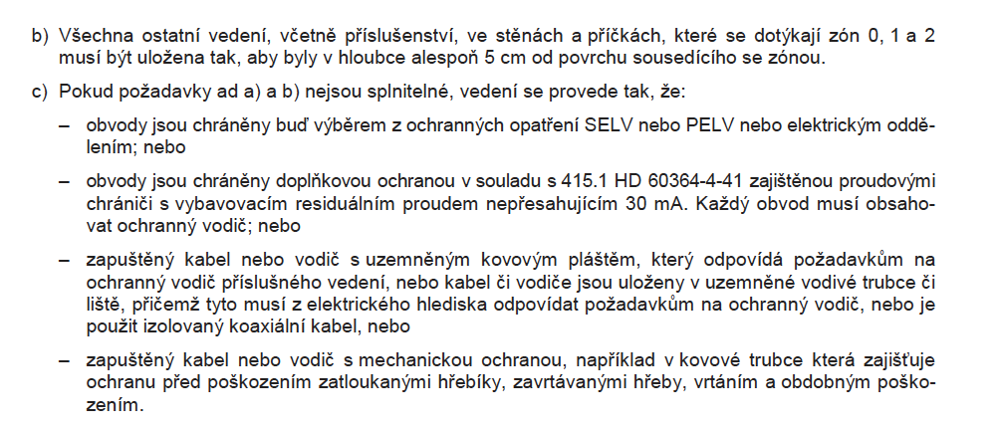 b) Všechna ostatní vedení, včetně příslušenství, ve stěnách a příčkách, které se dotýkají zón 0, 1 a 2
musí být uložena tak, aby byly v hloubce alespoň 5 cm od povrchu sousedícího se zónou.
c) Pokud požadavky ad a) a b) nejsou splnitelné, vedení se provede tak, že:
– obvody jsou chráněny buď výběrem z ochranných opatření SELV nebo PELV nebo elektrickým oddě-
lením; nebo
– obvody jsou chráněny doplňkovou ochranou v souladu s 415.1 HD 60364-4-41 zajištěnou proudovými
chrániči s vybavovacím residuálním proudem nepřesahujícím 30 mA. Každý obvod musí obsaho-
vat ochranný vodič; nebo
– zapuštěný kabel nebo vodič s uzemněným kovovým pláštěm, který odpovídá požadavkům na
ochranný vodič příslušného vedení, nebo kabel či vodiče jsou uloženy v uzemněné vodivé trubce či
liště, přičemž tyto musí z elektrického hlediska odpovídat požadavkům na ochranný vodič, nebo je
použit izolovaný koaxiální kabel, nebo
– zapuštěný kabel nebo vodič s mechanickou ochranou, například v kovové trubce která zajišťuje
ochranu před poškozením zatloukanými hřebíky, zavrtávanými hřeby, vrtáním a obdobným poško-
zením.